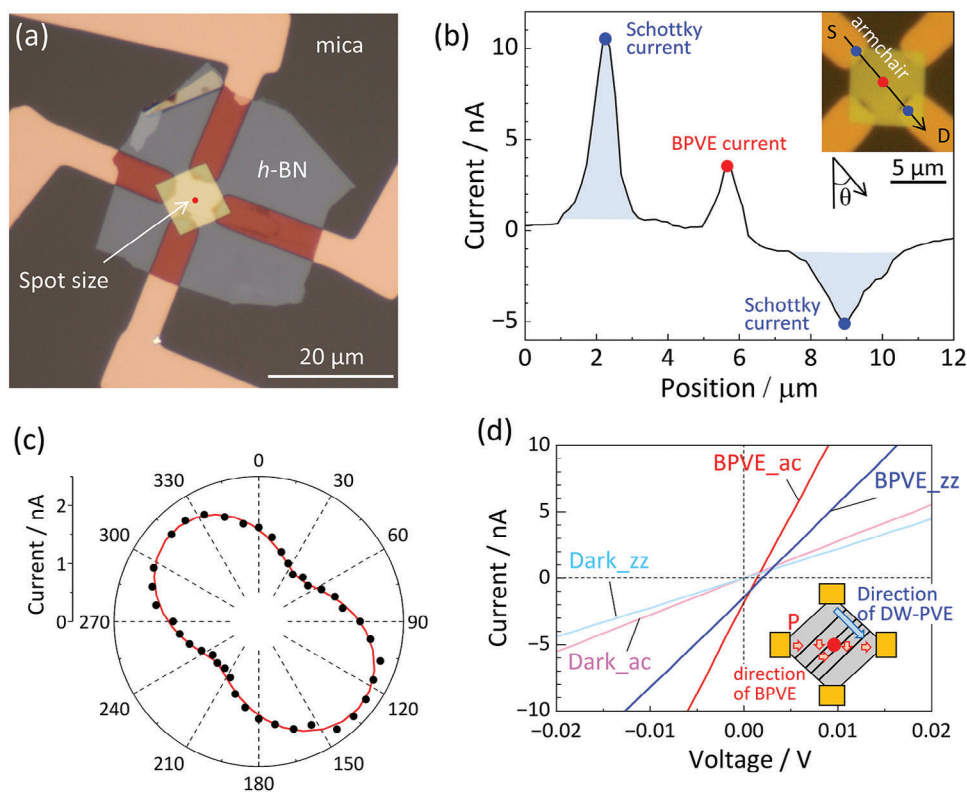 (a)
mica
h-BN
Spot size
20 μm
(b)
Current / nA
10
5
0
−5
0
2
4
6
8
10
12
Position / μm
Schottky
current
BPVE current
Schottky
current
S
armchair
D
θ
5 μm
(c)
Current / nA
2
1
0
0
30
60
90
120
150
180
210
240
270
300
330
(d)
Current / nA
10
5
0
−5
−10
−0.02
−0.01
0.00
0.01
0.02
Voltage / V
BPVE_ac
BPVE_zz
Dark_zz
Dark_ac
Direction
of DW-PVE
P
direction
of BPVE